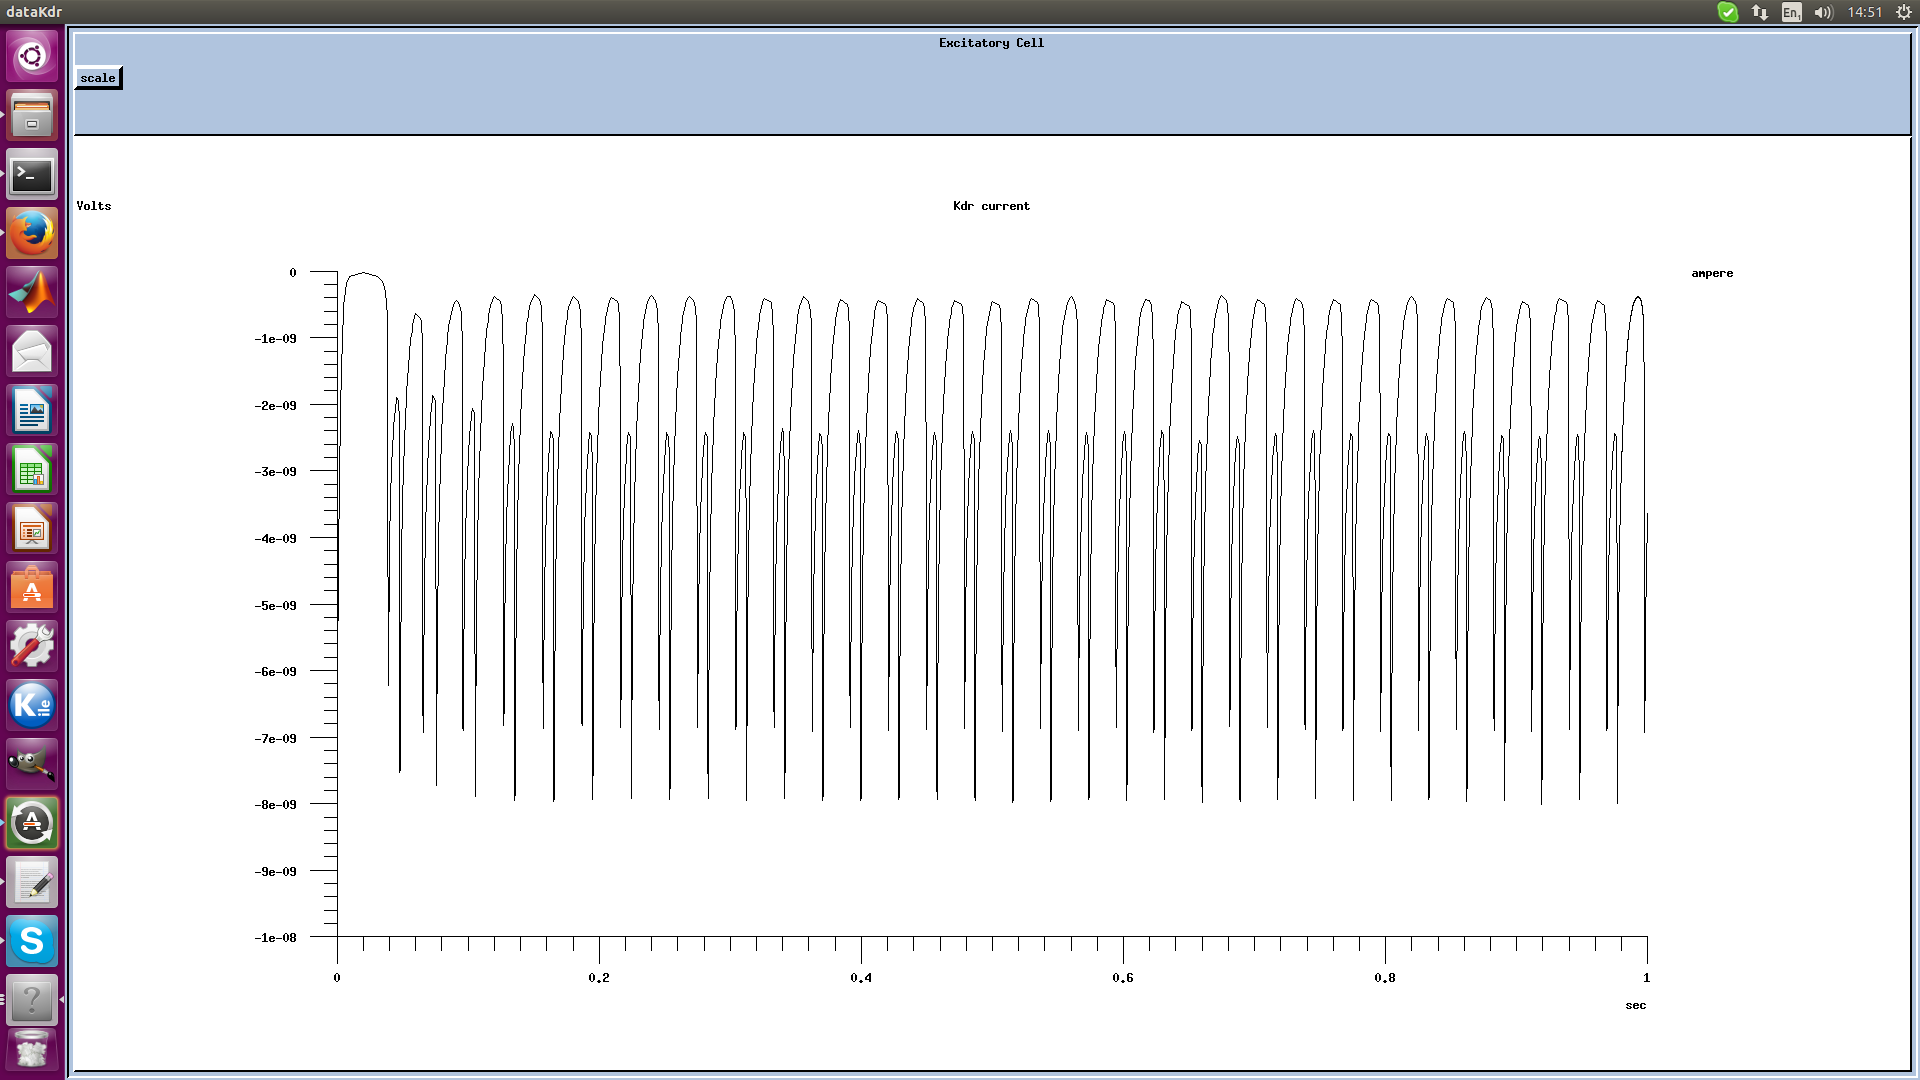 dataKdr
En1
14:51
Excitatory Cell
scale
Volts
Kdr current
ampere
0
-1e-09
-2e-09
-3e-09
-4e-09
-5e-09
-6e-09
-7e-09
-8e-09
-9e-09
-1e-08
0 0.2 0.4 0.6 0.8 1
sec